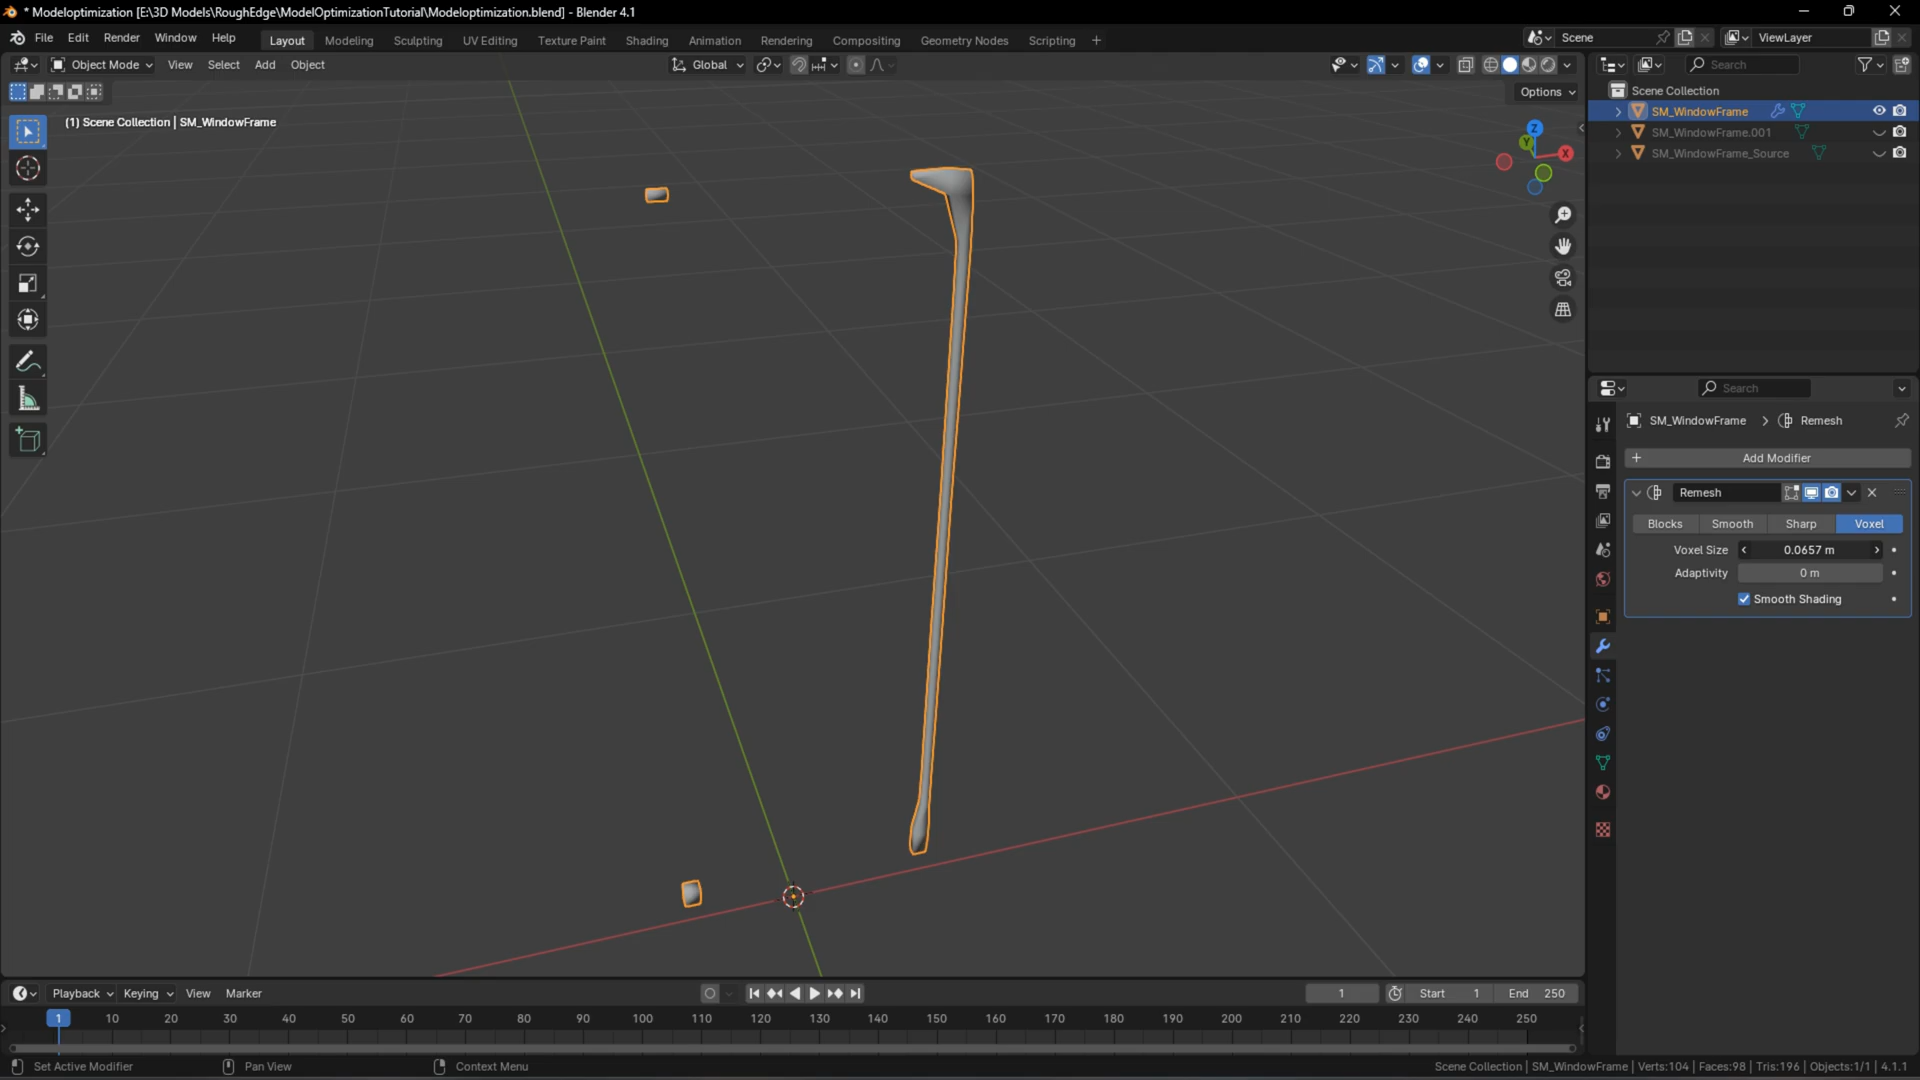 * Modeloptimization [E:\3D Models\RoughEdge\ModelOptimizationTutorial\Modeloptimization.blend] - Blender 4.1
File Edit Render Window Help Layout Modeling Sculpting UV Editing Texture Paint Shading Animation Rendering Compositing Geometry Nodes Scripting + Scene ViewLayer
Object Mode View Select Add Object Global Search
Options
(1) Scene Collection | SM_WindowFrame
Scene Collection
SM_WindowFrame
SM_WindowFrame.001
SM_WindowFrame_Source
Z
Y
X
Search
SM_WindowFrame > Remesh
+ Add Modifier
Remesh
Blocks Smooth Sharp Voxel
Voxel Size 0.0657 m
Adaptivity 0 m
Smooth Shading
Playback Keying View Marker 1 Start 1 End 250
1 10 20 30 40 50 60 70 80 90 100 110 120 130 140 150 160 170 180 190 200 210 220 230 240 250
Set Active Modifier Pan View Context Menu Scene Collection | SM_WindowFrame | Verts:104 | Faces:98 | Tris:196 | Objects:1/1 | 4.1.1